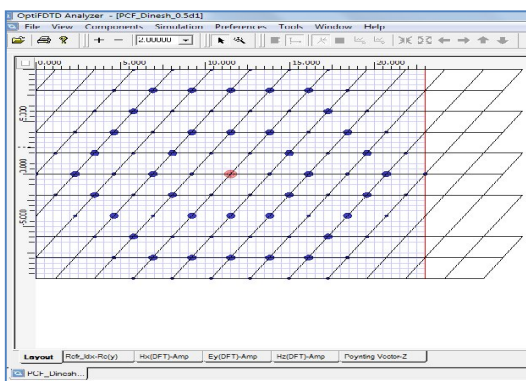 OptiFDTD Analyzer - [PCF_Dinesh_0.5d1]
File View Components Simulation Preferences Tools Window Help
2.00000
0.000 5.000 10.000 15.000 20.000
5.000
0.000
-5.000
Layout Refr_Idx-Re(y) Hx(DFT)-Amp Ey(DFT)-Amp Hz(DFT)-Amp Poynting Vector-Z
PCF_Dinesh...